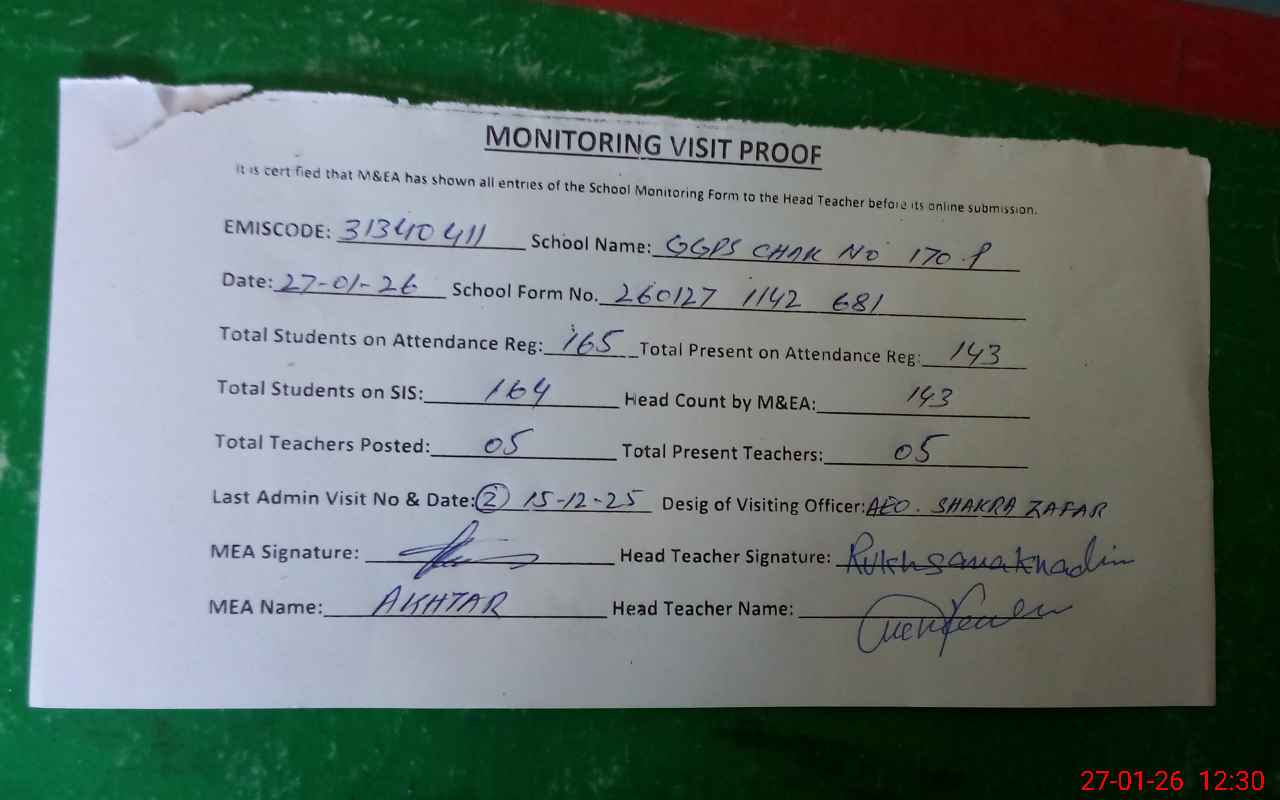 MONITORING VISIT PROOF
It is certified that M&EA has shown all entries of the School Monitoring Form to the Head Teacher before its online submission.
EMISCODE: 31340411 School Name: GGPS CHAK NO 170-P
Date: 27-01-26 School Form No. 260127 1142 681
Total Students on Attendance Reg: 165 Total Present on Attendance Reg: 143
Total Students on SIS: 164 Head Count by M&EA: 143
Total Teachers Posted: 05 Total Present Teachers: 05
Last Admin Visit No & Date: (2) 15-12-25 Desig of Visiting Officer: AEO. SHAKRA ZAFAR
MEA Signature: Head Teacher Signature:
MEA Name: AKHTAR Head Teacher Name:
27-01-26 12:30